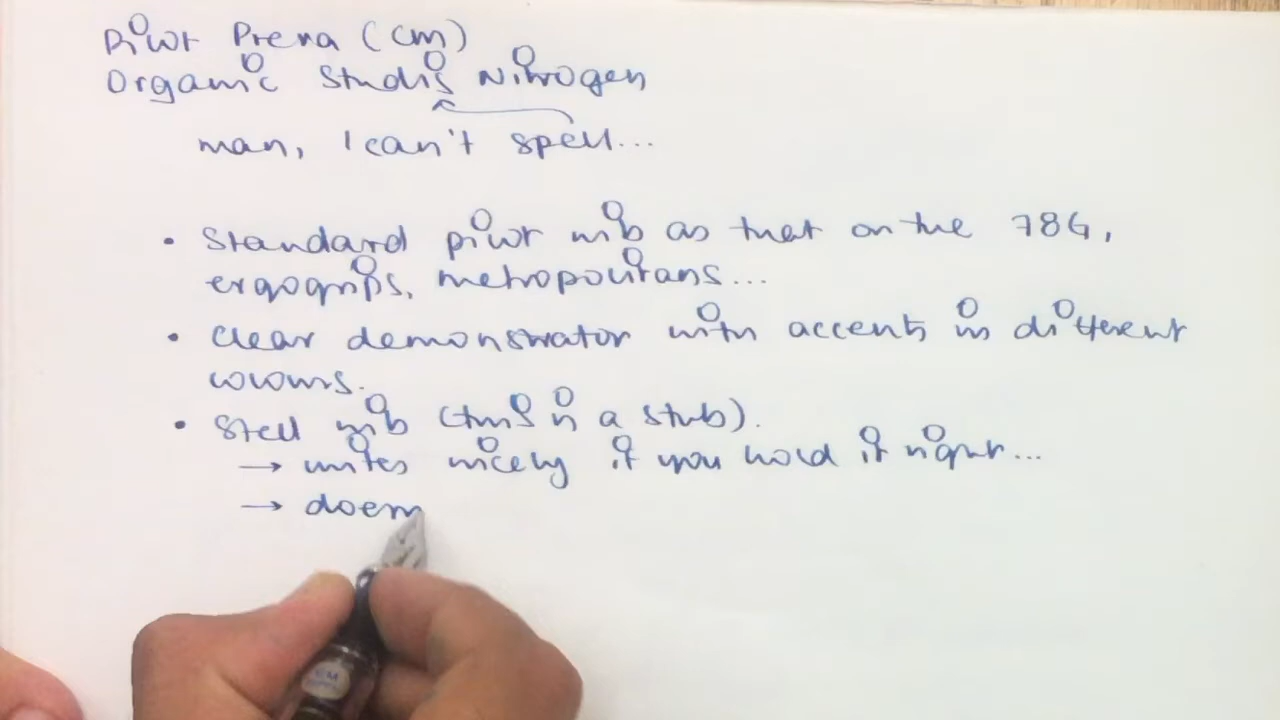 Pilot Prera (CM)
Organic Studis Nitrogen
man, I can't spell...
• Standard pilot nib as that on the 78G,
ergogrips, metropolitans...
• Clear demonstrator with accents in different
colours.
• Steel nib (this is a stub).
→ writes nicely if you hold it right...
→ doesn
CM